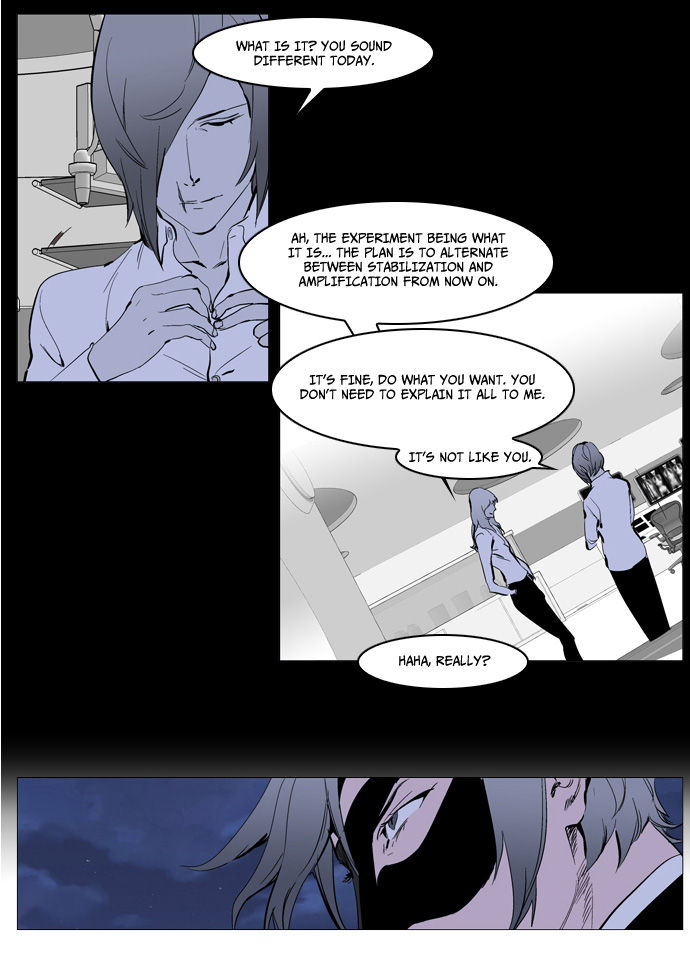 WHAT IS IT? YOU SOUND
DIFFERENT TODAY.
AH, THE EXPERIMENT BEING WHAT
IT IS... THE PLAN IS TO ALTERNATE
BETWEEN STABILIZATION AND
AMPLIFICATION FROM NOW ON.
IT'S FINE, DO WHAT YOU WANT. YOU
DON'T NEED TO EXPLAIN IT ALL TO ME.
IT'S NOT LIKE YOU.
HAHA, REALLY?